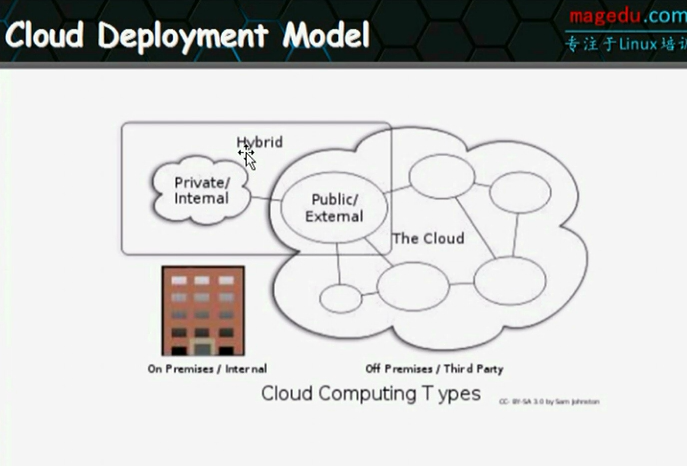 Cloud Deployment Model
magedu.com
专注于Linux培训
Hybrid
Private/
Internal
Public/
External
The Cloud
On Premises / Internal
Off Premises / Third Party
Cloud Computing Types
CC- BY-SA 3.0 by Sam Johnston